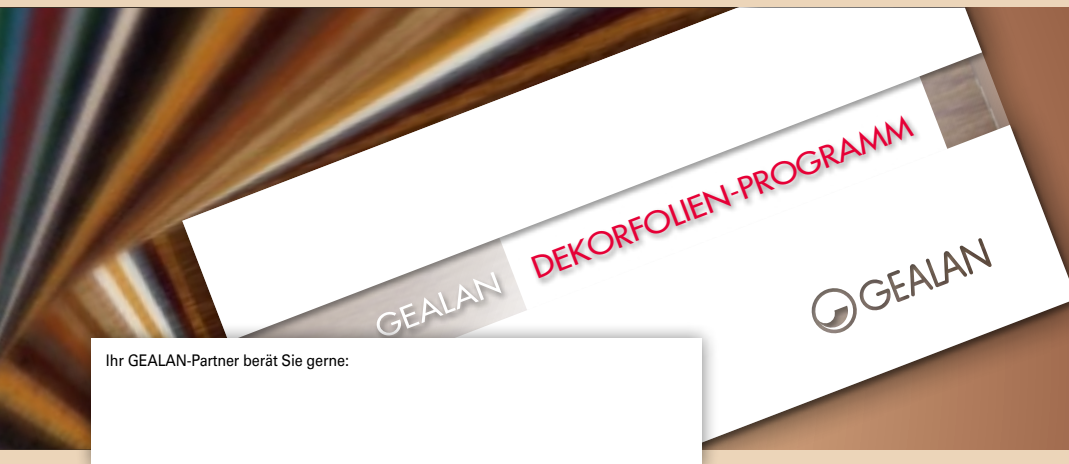 GEALAN DEKORFOLIEN-PROGRAMM
GEALAN
Ihr GEALAN-Partner berät Sie gerne: